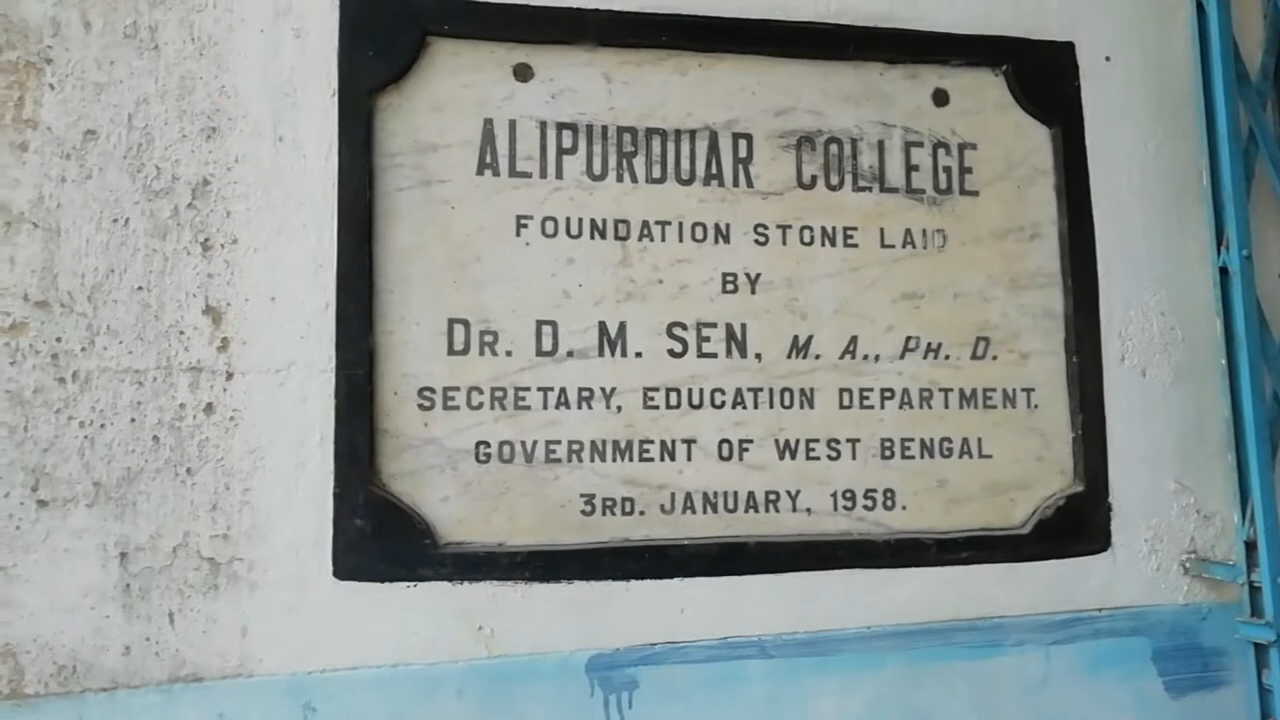 ALIPURDUAR COLLEGE
FOUNDATION STONE LAID
BY
DR. D. M. SEN, M. A., PH. D.
SECRETARY, EDUCATION DEPARTMENT.
GOVERNMENT OF WEST BENGAL
3RD. JANUARY, 1958.